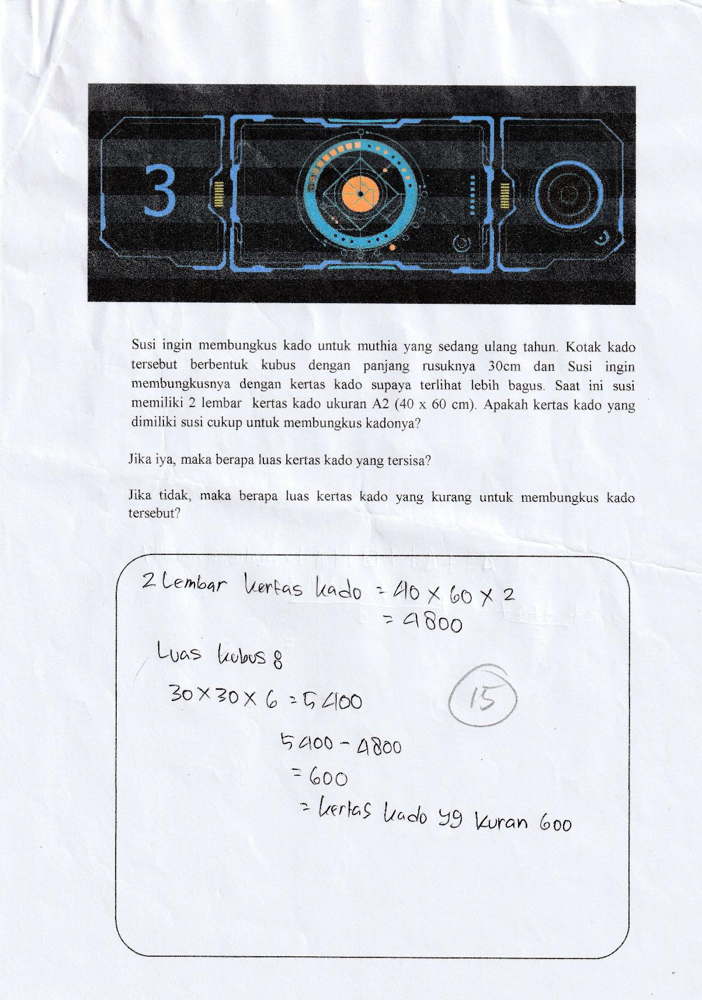 3
Susi ingin membungkus kado untuk muthia yang sedang ulang tahun. Kotak kado
tersebut berbentuk kubus dengan panjang rusuknya 30cm dan Susi ingin
membungkusnya dengan kertas kado supaya terlihat lebih bagus. Saat ini susi
memiliki 2 lembar kertas kado ukuran A2 (40 x 60 cm). Apakah kertas kado yang
dimiliki susi cukup untuk membungkus kadonya?
Jika iya, maka berapa luas kertas kado yang tersisa?
Jika tidak, maka berapa luas kertas kado yang kurang untuk membungkus kado
tersebut?
2 Lembar kertas kado = 40 x 60 x 2
= 4800
Luas kubus :
30 x 30 x 6 = 5400
15
5400 - 4800
= 600
= kertas kado yg kuran 600